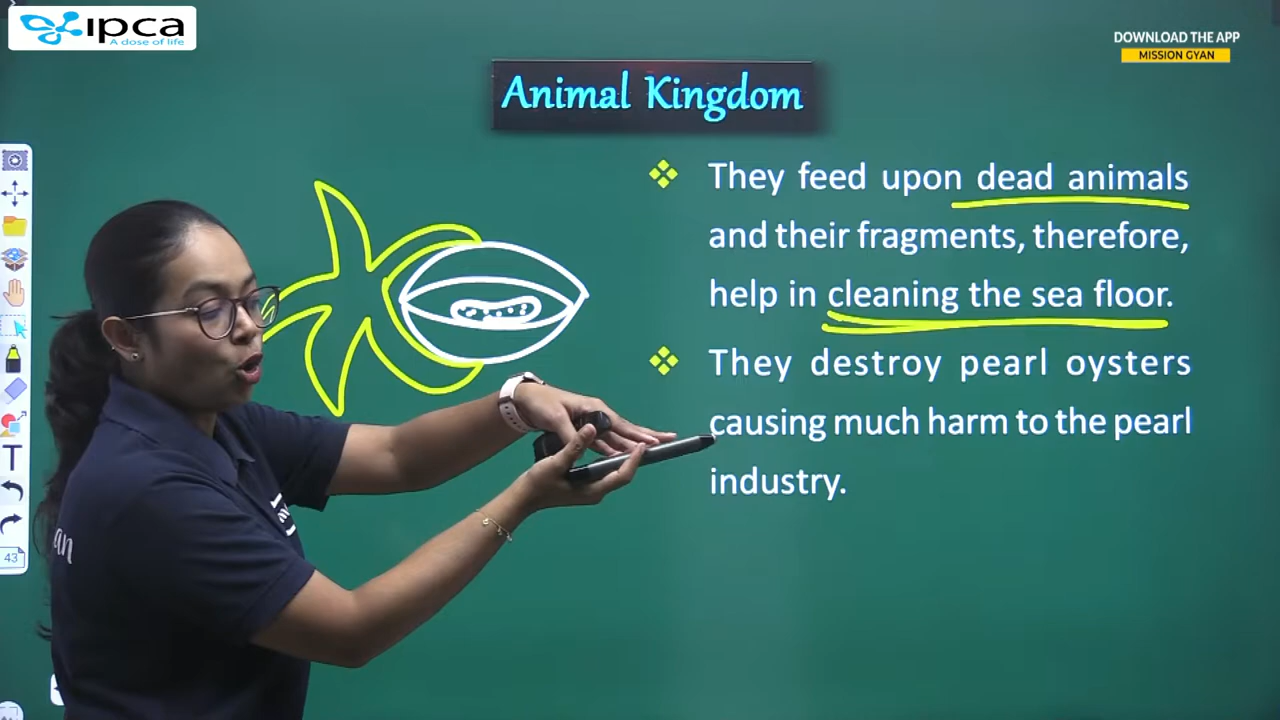 ipca
A dose of life
DOWNLOAD THE APP
MISSION GYAN
Animal Kingdom
They feed upon dead animals
and their fragments, therefore,
help in cleaning the sea floor.
They destroy pearl oysters
causing much harm to the pearl
industry.
an
43